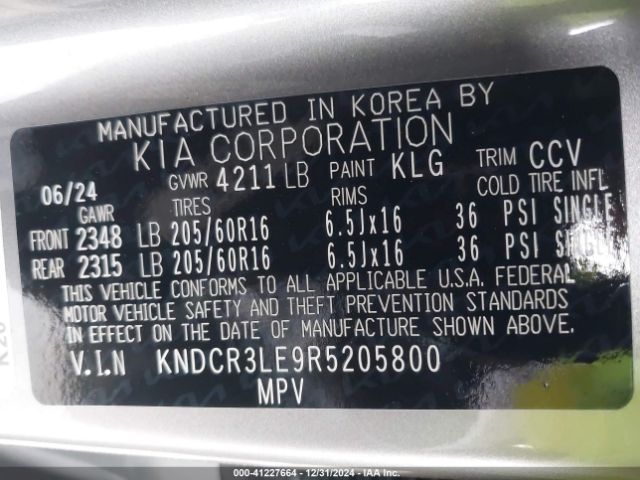 MANUFACTURED IN KOREA BY
KIA CORPORATION
06/24 GVWR 4211 LB PAINT KLG TRIM CCV
GAWR TIRES RIMS COLD TIRE INFL
FRONT 2348 LB 205/60R16 6.5Jx16 36 PSI SINGLE
REAR 2315 LB 205/60R16 6.5Jx16 36 PSI SINGLE
THIS VEHICLE CONFORMS TO ALL APPLICABLE U.S.A. FEDERAL
MOTOR VEHICLE SAFETY AND THEFT PREVENTION STANDARDS
IN EFFECT ON THE DATE OF MANUFACTURE SHOWN ABOVE.
V.I.N KNDCR3LE9R5205800
MPV
000-41227664 - 12/31/2024 - IAA Inc.